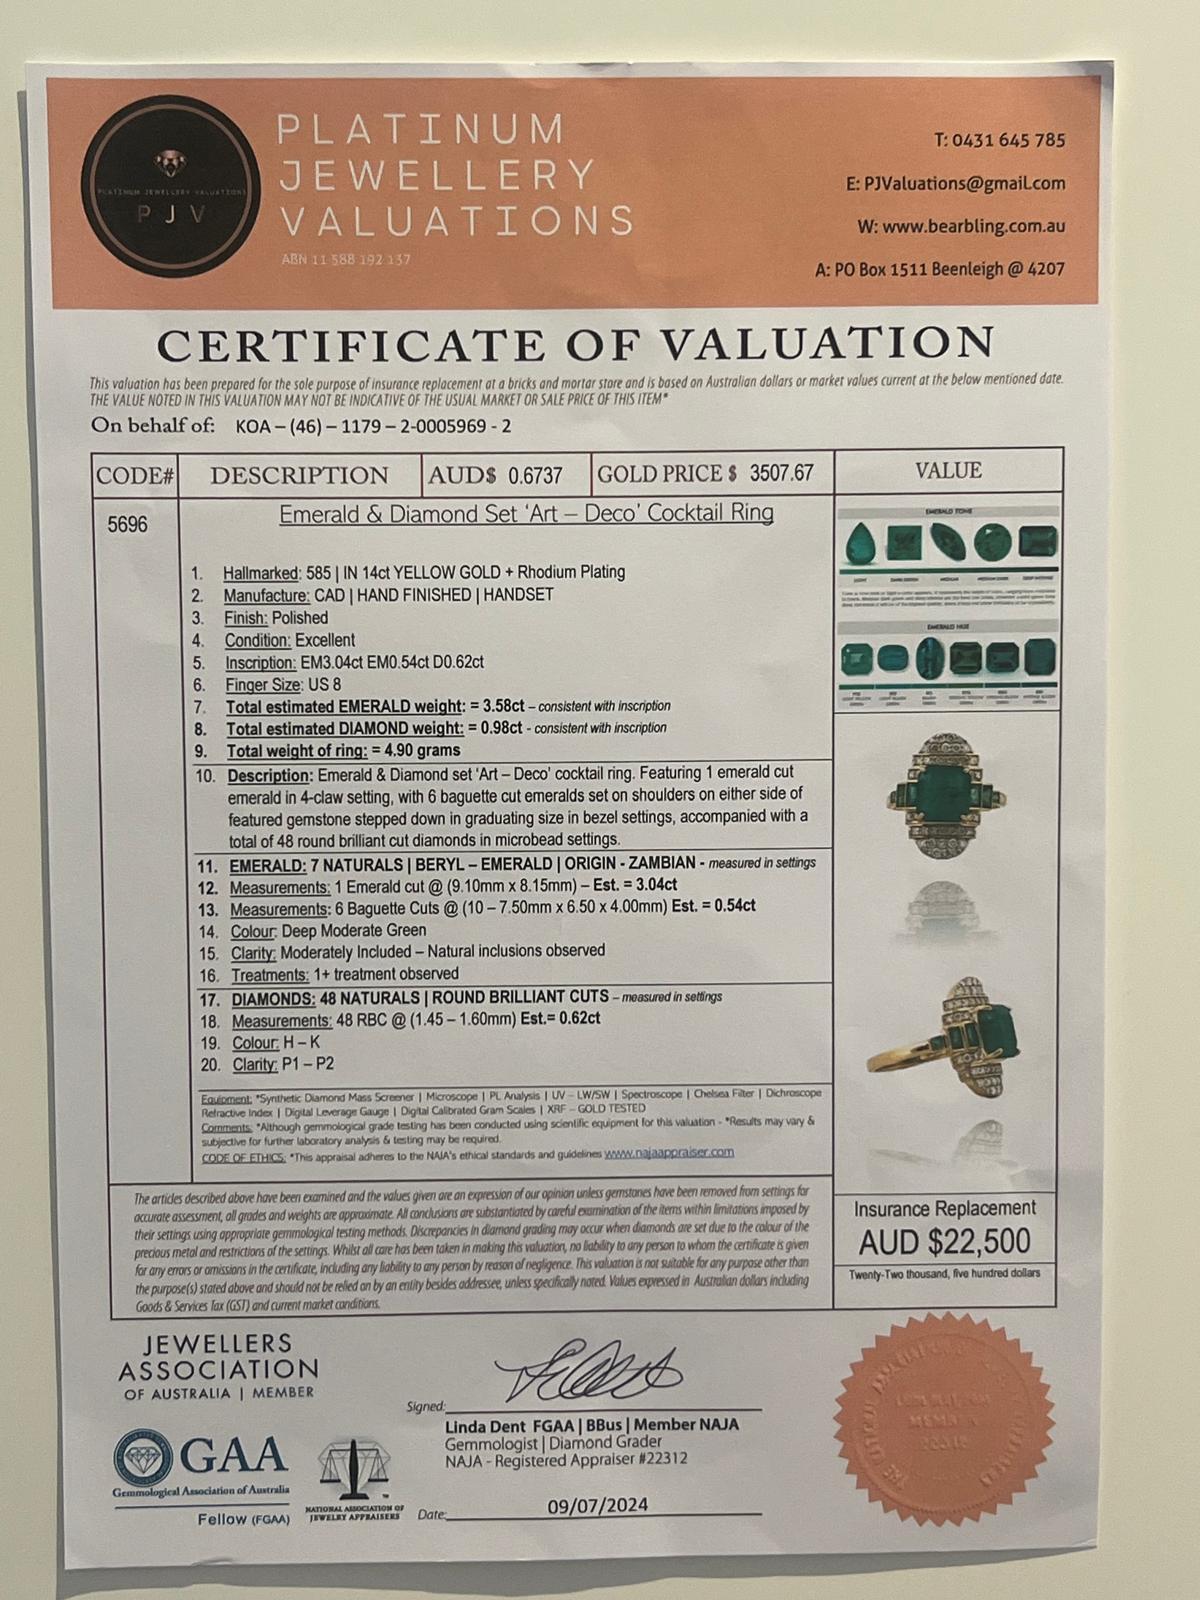 PLATINUM JEWELLERY VALUATIONS
PJV
PLATINUM
JEWELLERY
VALUATIONS
ABN 11 588 192 137
T: 0431 645 785
E: PJValuations@gmail.com
W: www.bearbling.com.au
A: PO Box 1511 Beenleigh @ 4207
CERTIFICATE OF VALUATION
This valuation has been prepared for the sole purpose of insurance replacement at a bricks and mortar store and is based on Australian dollars or market values current at the below mentioned date.
THE VALUE NOTED IN THIS VALUATION MAY NOT BE INDICATIVE OF THE USUAL MARKET OR SALE PRICE OF THIS ITEM*
On behalf of: KOA – (46) – 1179 – 2-0005969 - 2
CODE# DESCRIPTION AUD$ 0.6737 GOLD PRICE $ 3507.67 VALUE
5696
Emerald & Diamond Set 'Art – Deco' Cocktail Ring
1. Hallmarked: 585 | IN 14ct YELLOW GOLD + Rhodium Plating
2. Manufacture: CAD | HAND FINISHED | HANDSET
3. Finish: Polished
4. Condition: Excellent
5. Inscription: EM3.04ct EM0.54ct D0.62ct
6. Finger Size: US 8
7. Total estimated EMERALD weight: = 3.58ct – consistent with inscription
8. Total estimated DIAMOND weight: = 0.98ct - consistent with inscription
9. Total weight of ring: = 4.90 grams
10. Description: Emerald & Diamond set 'Art – Deco' cocktail ring. Featuring 1 emerald cut
emerald in 4-claw setting, with 6 baguette cut emeralds set on shoulders on either side of
featured gemstone stepped down in graduating size in bezel settings, accompanied with a
total of 48 round brilliant cut diamonds in microbead settings.
11. EMERALD: 7 NATURALS | BERYL – EMERALD | ORIGIN - ZAMBIAN - measured in settings
12. Measurements: 1 Emerald cut @ (9.10mm x 8.15mm) – Est. = 3.04ct
13. Measurements: 6 Baguette Cuts @ (10 – 7.50mm x 6.50 x 4.00mm) Est. = 0.54ct
14. Colour: Deep Moderate Green
15. Clarity: Moderately Included – Natural inclusions observed
16. Treatments: 1+ treatment observed
17. DIAMONDS: 48 NATURALS | ROUND BRILLIANT CUTS – measured in settings
18. Measurements: 48 RBC @ (1.45 – 1.60mm) Est.= 0.62ct
19. Colour: H – K
20. Clarity: P1 – P2
Equipment: *Synthetic Diamond Mass Screener | Microscope | PL Analysis | UV – LW/SW | Spectroscope | Chelsea Filter | Dichroscope
Refractive Index | Digital Leverage Gauge | Digital Calibrated Gram Scales | XRF – GOLD TESTED
Comments: *Although gemmological grade testing has been conducted using scientific equipment for this valuation - *Results may vary &
subjective for further laboratory analysis & testing may be required.
CODE OF ETHICS: *This appraisal adheres to the NAJA's ethical standards and guidelines www.najaappraiser.com
EMERALD TONE
EMERALD HUE
The articles described above have been examined and the values given are an expression of our opinion unless gemstones have been removed from settings for
accurate assessment, all grades and weights are approximate. All conclusions are substantiated by careful examination of the items within limitations imposed by
their settings using appropriate gemmological testing methods. Discrepancies in diamond grading may occur when diamonds are set due to the colour of the
precious metal and restrictions of the settings. Whilst all care has been taken in making this valuation, no liability to any person to whom the certificate is given
for any errors or omissions in the certificate, including any liability to any person by reason of negligence. This valuation is not suitable for any purpose other than
the purpose(s) stated above and should not be relied on by an entity besides addressee, unless specifically noted. Values expressed in Australian dollars including
Goods & Services Tax (GST) and current market conditions.
Insurance Replacement
AUD $22,500
Twenty-Two thousand, five hundred dollars
JEWELLERS
ASSOCIATION
OF AUSTRALIA | MEMBER
GAA
Gemmological Association of Australia
Fellow (FGAA)
NATIONAL ASSOCIATION OF
JEWELRY APPRAISERS
Signed:
Linda Dent FGAA | BBus | Member NAJA
Gemmologist | Diamond Grader
NAJA - Registered Appraiser #22312
Date: 09/07/2024
MEMBER